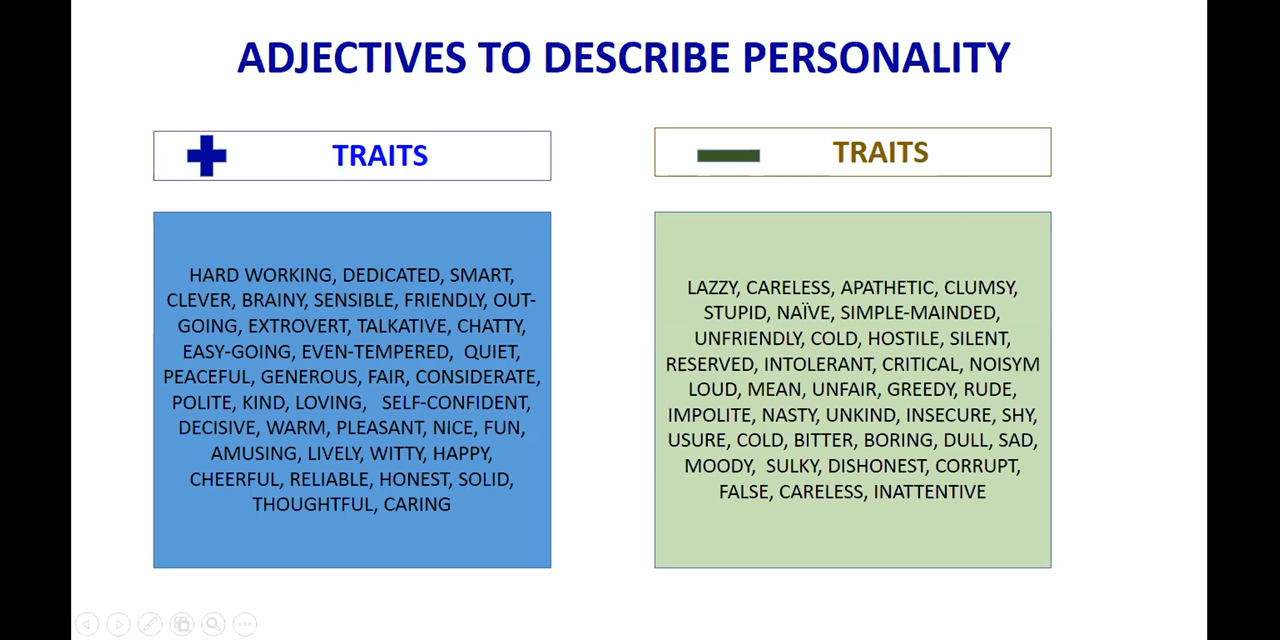 ADJECTIVES TO DESCRIBE PERSONALITY
TRAITS
HARD WORKING, DEDICATED, SMART,
CLEVER, BRAINY, SENSIBLE, FRIENDLY, OUT-
GOING, EXTROVERT, TALKATIVE, CHATTY,
EASY-GOING, EVEN-TEMPERED, QUIET,
PEACEFUL, GENEROUS, FAIR, CONSIDERATE,
POLITE, KIND, LOVING, SELF-CONFIDENT,
DECISIVE, WARM, PLEASANT, NICE, FUN,
AMUSING, LIVELY, WITTY, HAPPY,
CHEERFUL, RELIABLE, HONEST, SOLID,
THOUGHTFUL, CARING
TRAITS
LAZZY, CARELESS, APATHETIC, CLUMSY,
STUPID, NAÏVE, SIMPLE-MAINDED,
UNFRIENDLY, COLD, HOSTILE, SILENT,
RESERVED, INTOLERANT, CRITICAL, NOISYM
LOUD, MEAN, UNFAIR, GREEDY, RUDE,
IMPOLITE, NASTY, UNKIND, INSECURE, SHY,
USURE, COLD, BITTER, BORING, DULL, SAD,
MOODY, SULKY, DISHONEST, CORRUPT,
FALSE, CARELESS, INATTENTIVE